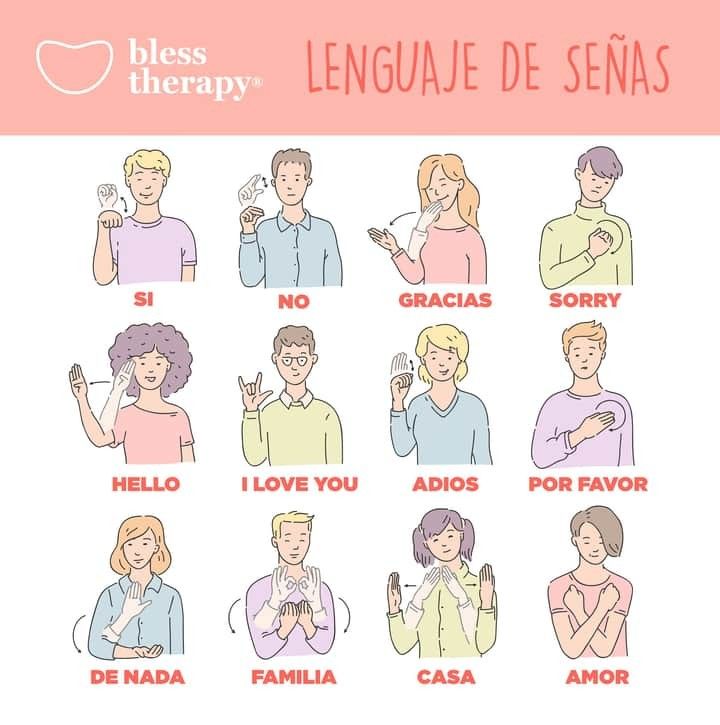 bless
therapy®
LENGUAJE DE SEÑAS
SI
NO
GRACIAS
SORRY
HELLO
I LOVE YOU
ADIOS
POR FAVOR
DE NADA
FAMILIA
CASA
AMOR